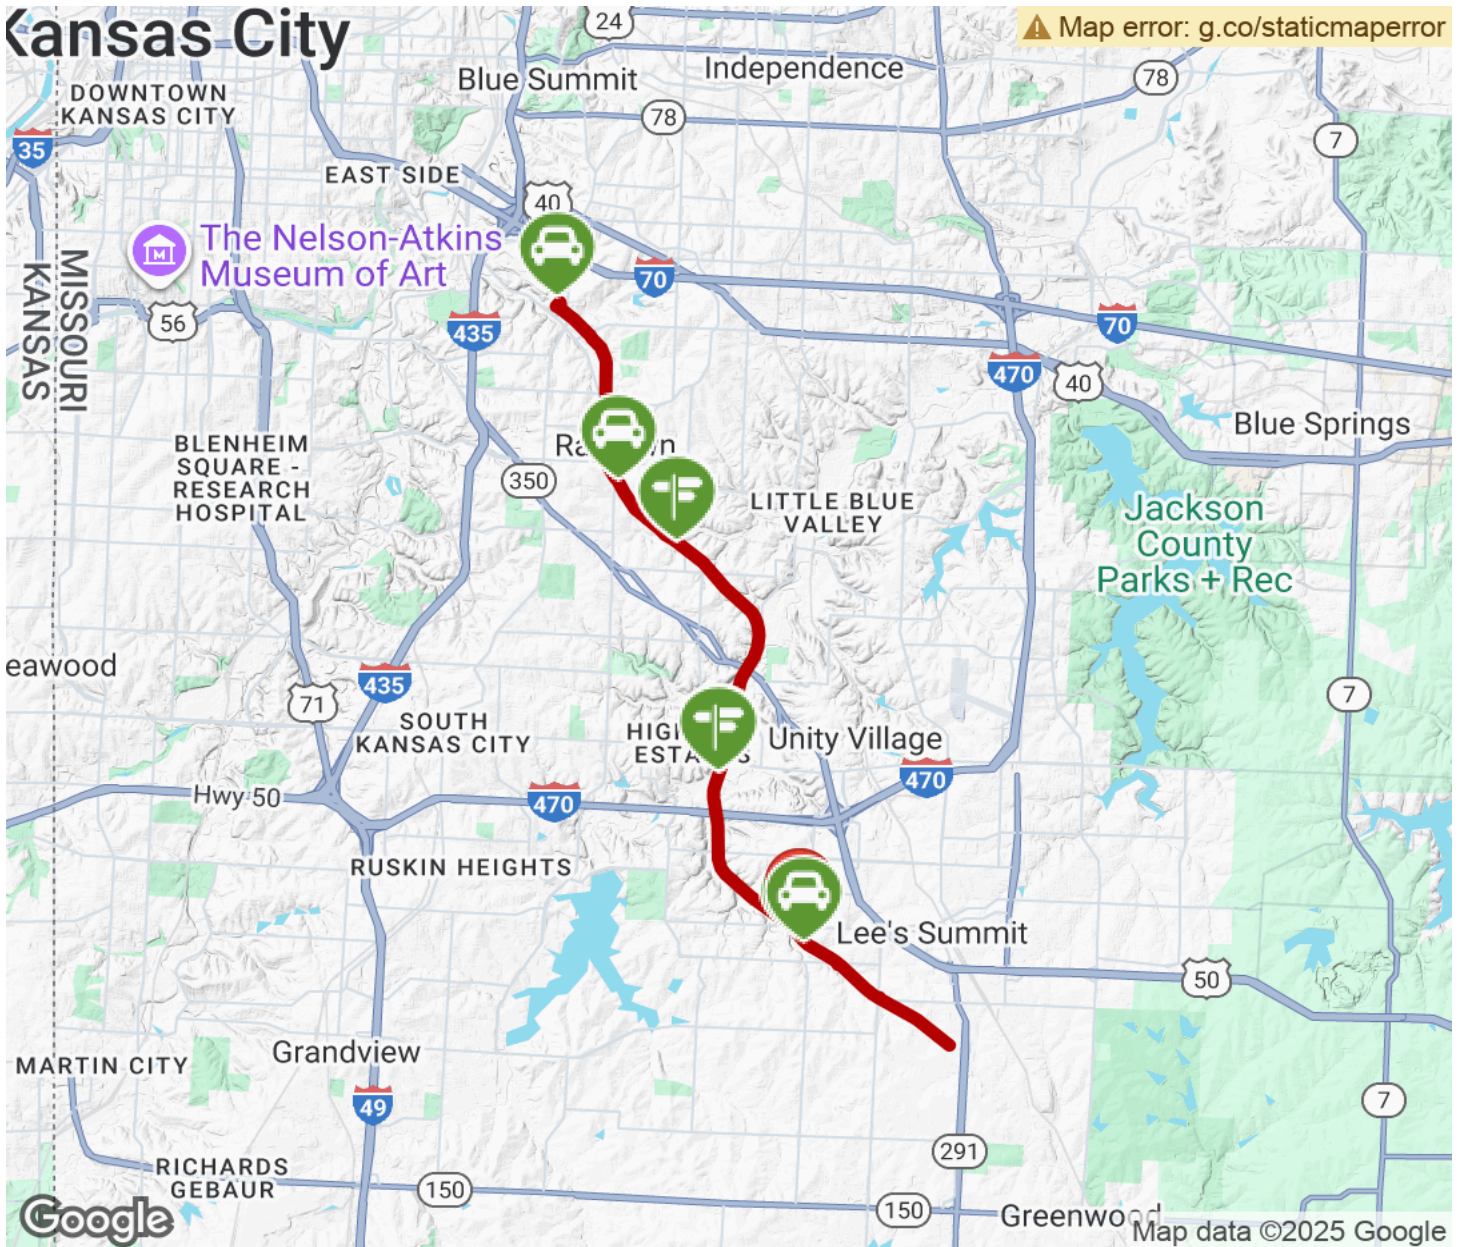 Kansas City
24
Map error: g.co/staticmaperror
Blue Summit
Independence
78
DOWNTOWN
KANSAS CITY
78
7
35
EAST SIDE
40
The Nelson-Atkins
Museum of Art
MISSOURI
KANSAS
70
56
435
70
470
40
Blue Springs
BLENHEIM
SQUARE -
RESEARCH
HOSPITAL
350
LITTLE BLUE
VALLEY
Jackson
County
Parks + Rec
eawood
435
71
7
SOUTH
KANSAS CITY
Unity Village
470
Hwy 50
470
RUSKIN HEIGHTS
Lee's Summit
50
MARTIN CITY
Grandview
49
7
291
RICHARDS
GEBAUR
150
150
Greenwood
Google
Map data ©2025 Google